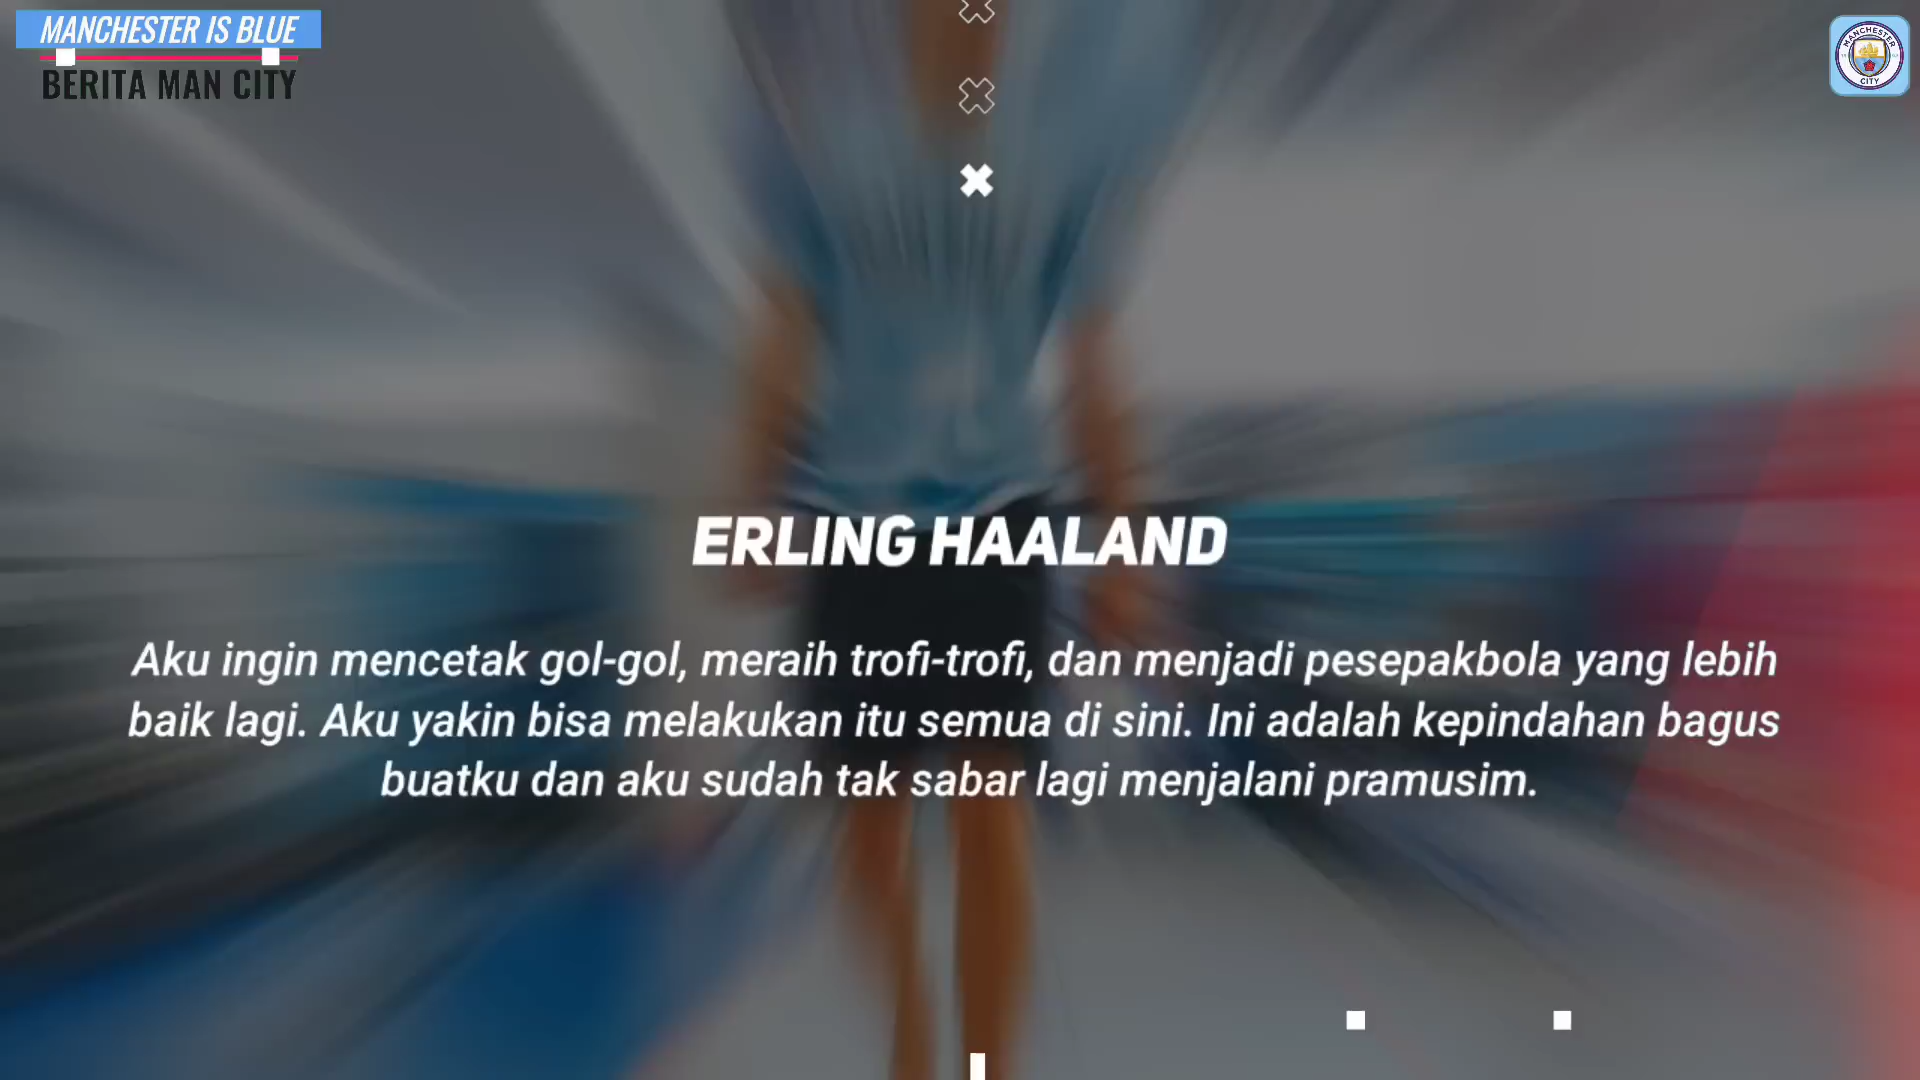 MANCHESTER IS BLUE
BERITA MAN CITY
MANCHESTER
CITY
ERLING HAALAND
Aku ingin mencetak gol-gol, meraih trofi-trofi, dan menjadi pesepakbola yang lebih
baik lagi. Aku yakin bisa melakukan itu semua di sini. Ini adalah kepindahan bagus
buatku dan aku sudah tak sabar lagi menjalani pramusim.